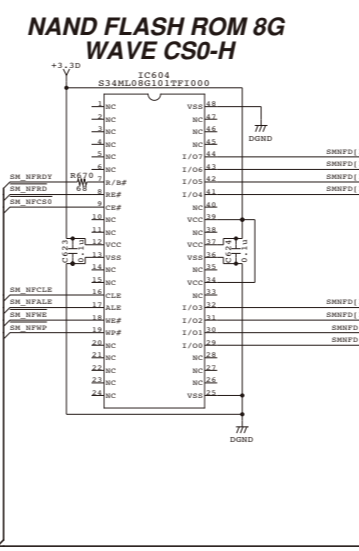 NAND FLASH ROM 8G
WAVE CS0-H
+3.3D
IC604
S34ML08G101TFI000
1 NC VSS 48
2 NC NC 47
DGND
3 NC NC 46
4 NC NC 45
5 NC I/O7 44 SMNFD[
6 NC I/O6 43 SMNFD[
SM_NFRDY R670 68 7 R/B# I/O5 42 SMNFD[
SM_NFRD 8 RE# I/O4 41 SMNFD[
SM_NFCS0 9 CE# NC 40
10 NC VCC 39
11 NC NC 38
C623 0.1u 12 VCC VCC 37 C624 0.1u
13 VSS VSS 36
14 NC NC 35
15 NC VCC 34
SM_NFCLE 16 CLE NC 33
SM_NFALE 17 ALE I/O3 32 SMNFD[
SM_NFWE 18 WE# I/O2 31 SMNFD[
SM_NFWP 19 WP# I/O1 30 SMNFD
20 NC I/O0 29 SMNFD
21 NC NC 28
22 NC NC 27
23 NC NC 26
24 NC VSS 25
DGND